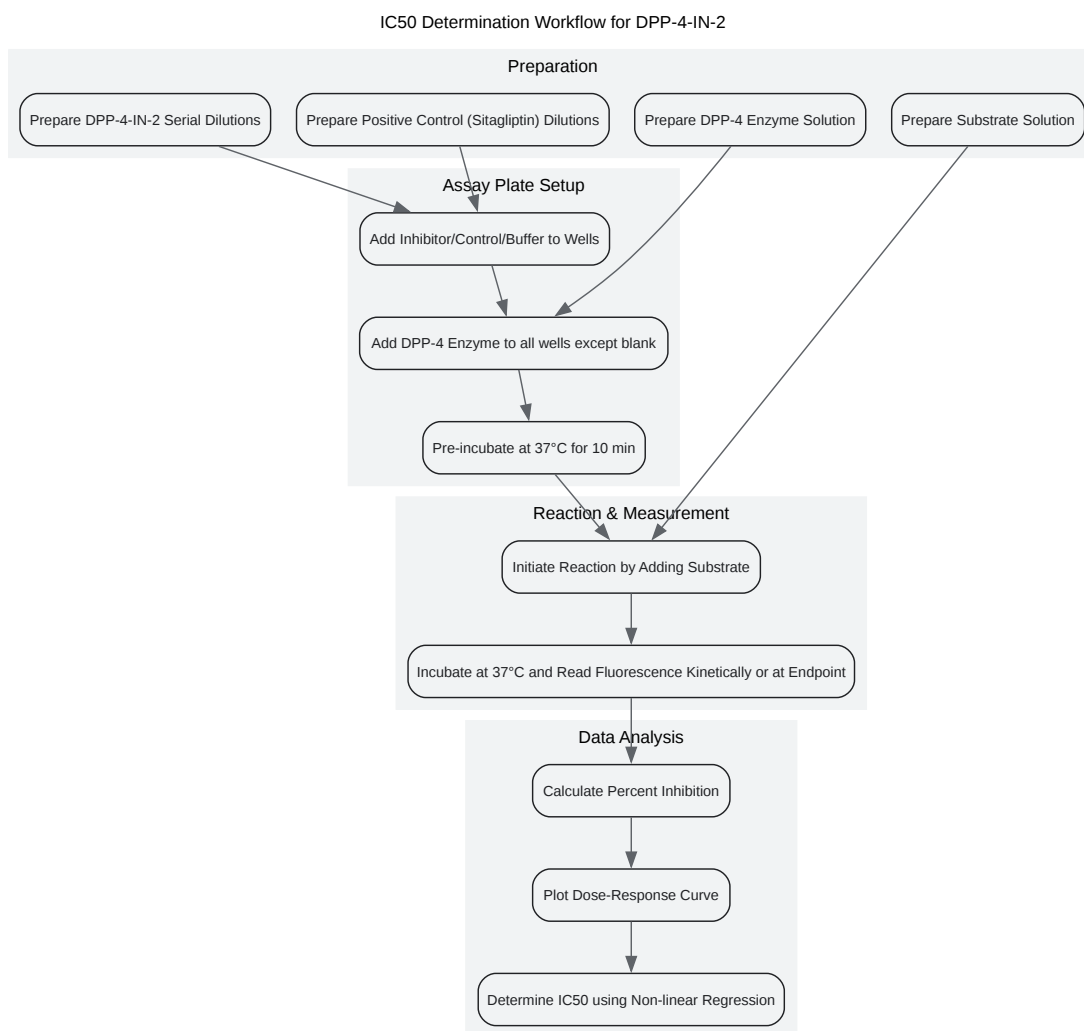 IC50 Determination Workflow for DPP-4-IN-2
Preparation
Prepare DPP-4-IN-2 Serial Dilutions
Prepare Positive Control (Sitagliptin) Dilutions
Prepare DPP-4 Enzyme Solution
Prepare Substrate Solution
Assay Plate Setup
Add Inhibitor/Control/Buffer to Wells
Add DPP-4 Enzyme to all wells except blank
Pre-incubate at 37°C for 10 min
Reaction & Measurement
Initiate Reaction by Adding Substrate
Incubate at 37°C and Read Fluorescence Kinetically or at Endpoint
Data Analysis
Calculate Percent Inhibition
Plot Dose-Response Curve
Determine IC50 using Non-linear Regression